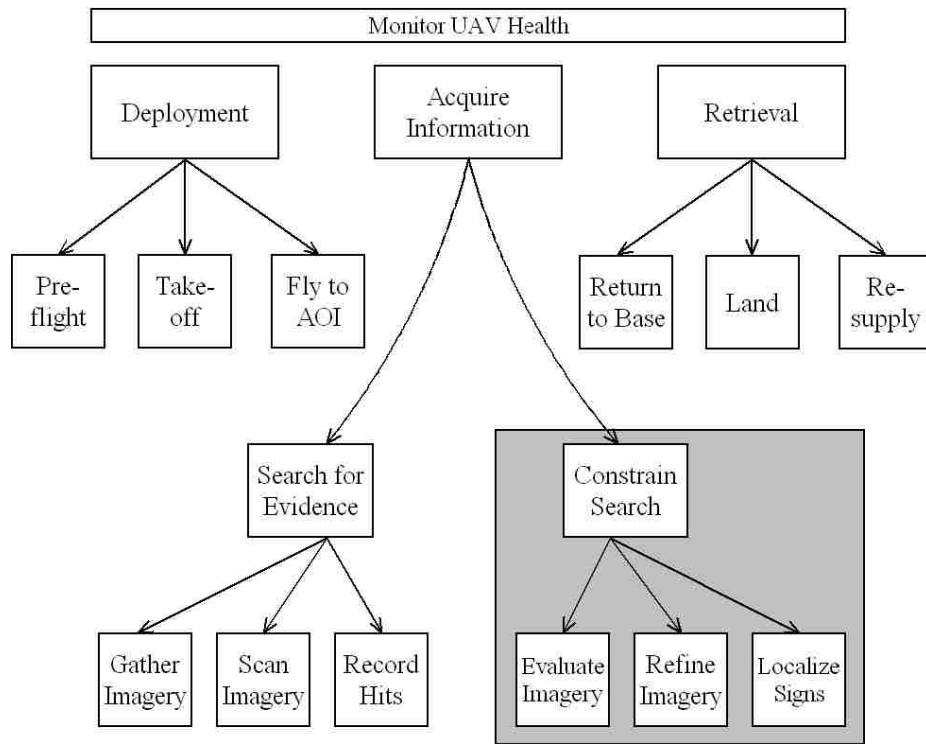 Monitor UAV Health
Deployment
Acquire
Information
Retrieval
Pre-
flight
Take-
off
Fly to
AOI
Return
to Base
Land
Re-
supply
Search for
Evidence
Constrain
Search
Gather
Imagery
Scan
Imagery
Record
Hits
Evaluate
Imagery
Refine
Imagery
Localize
Signs